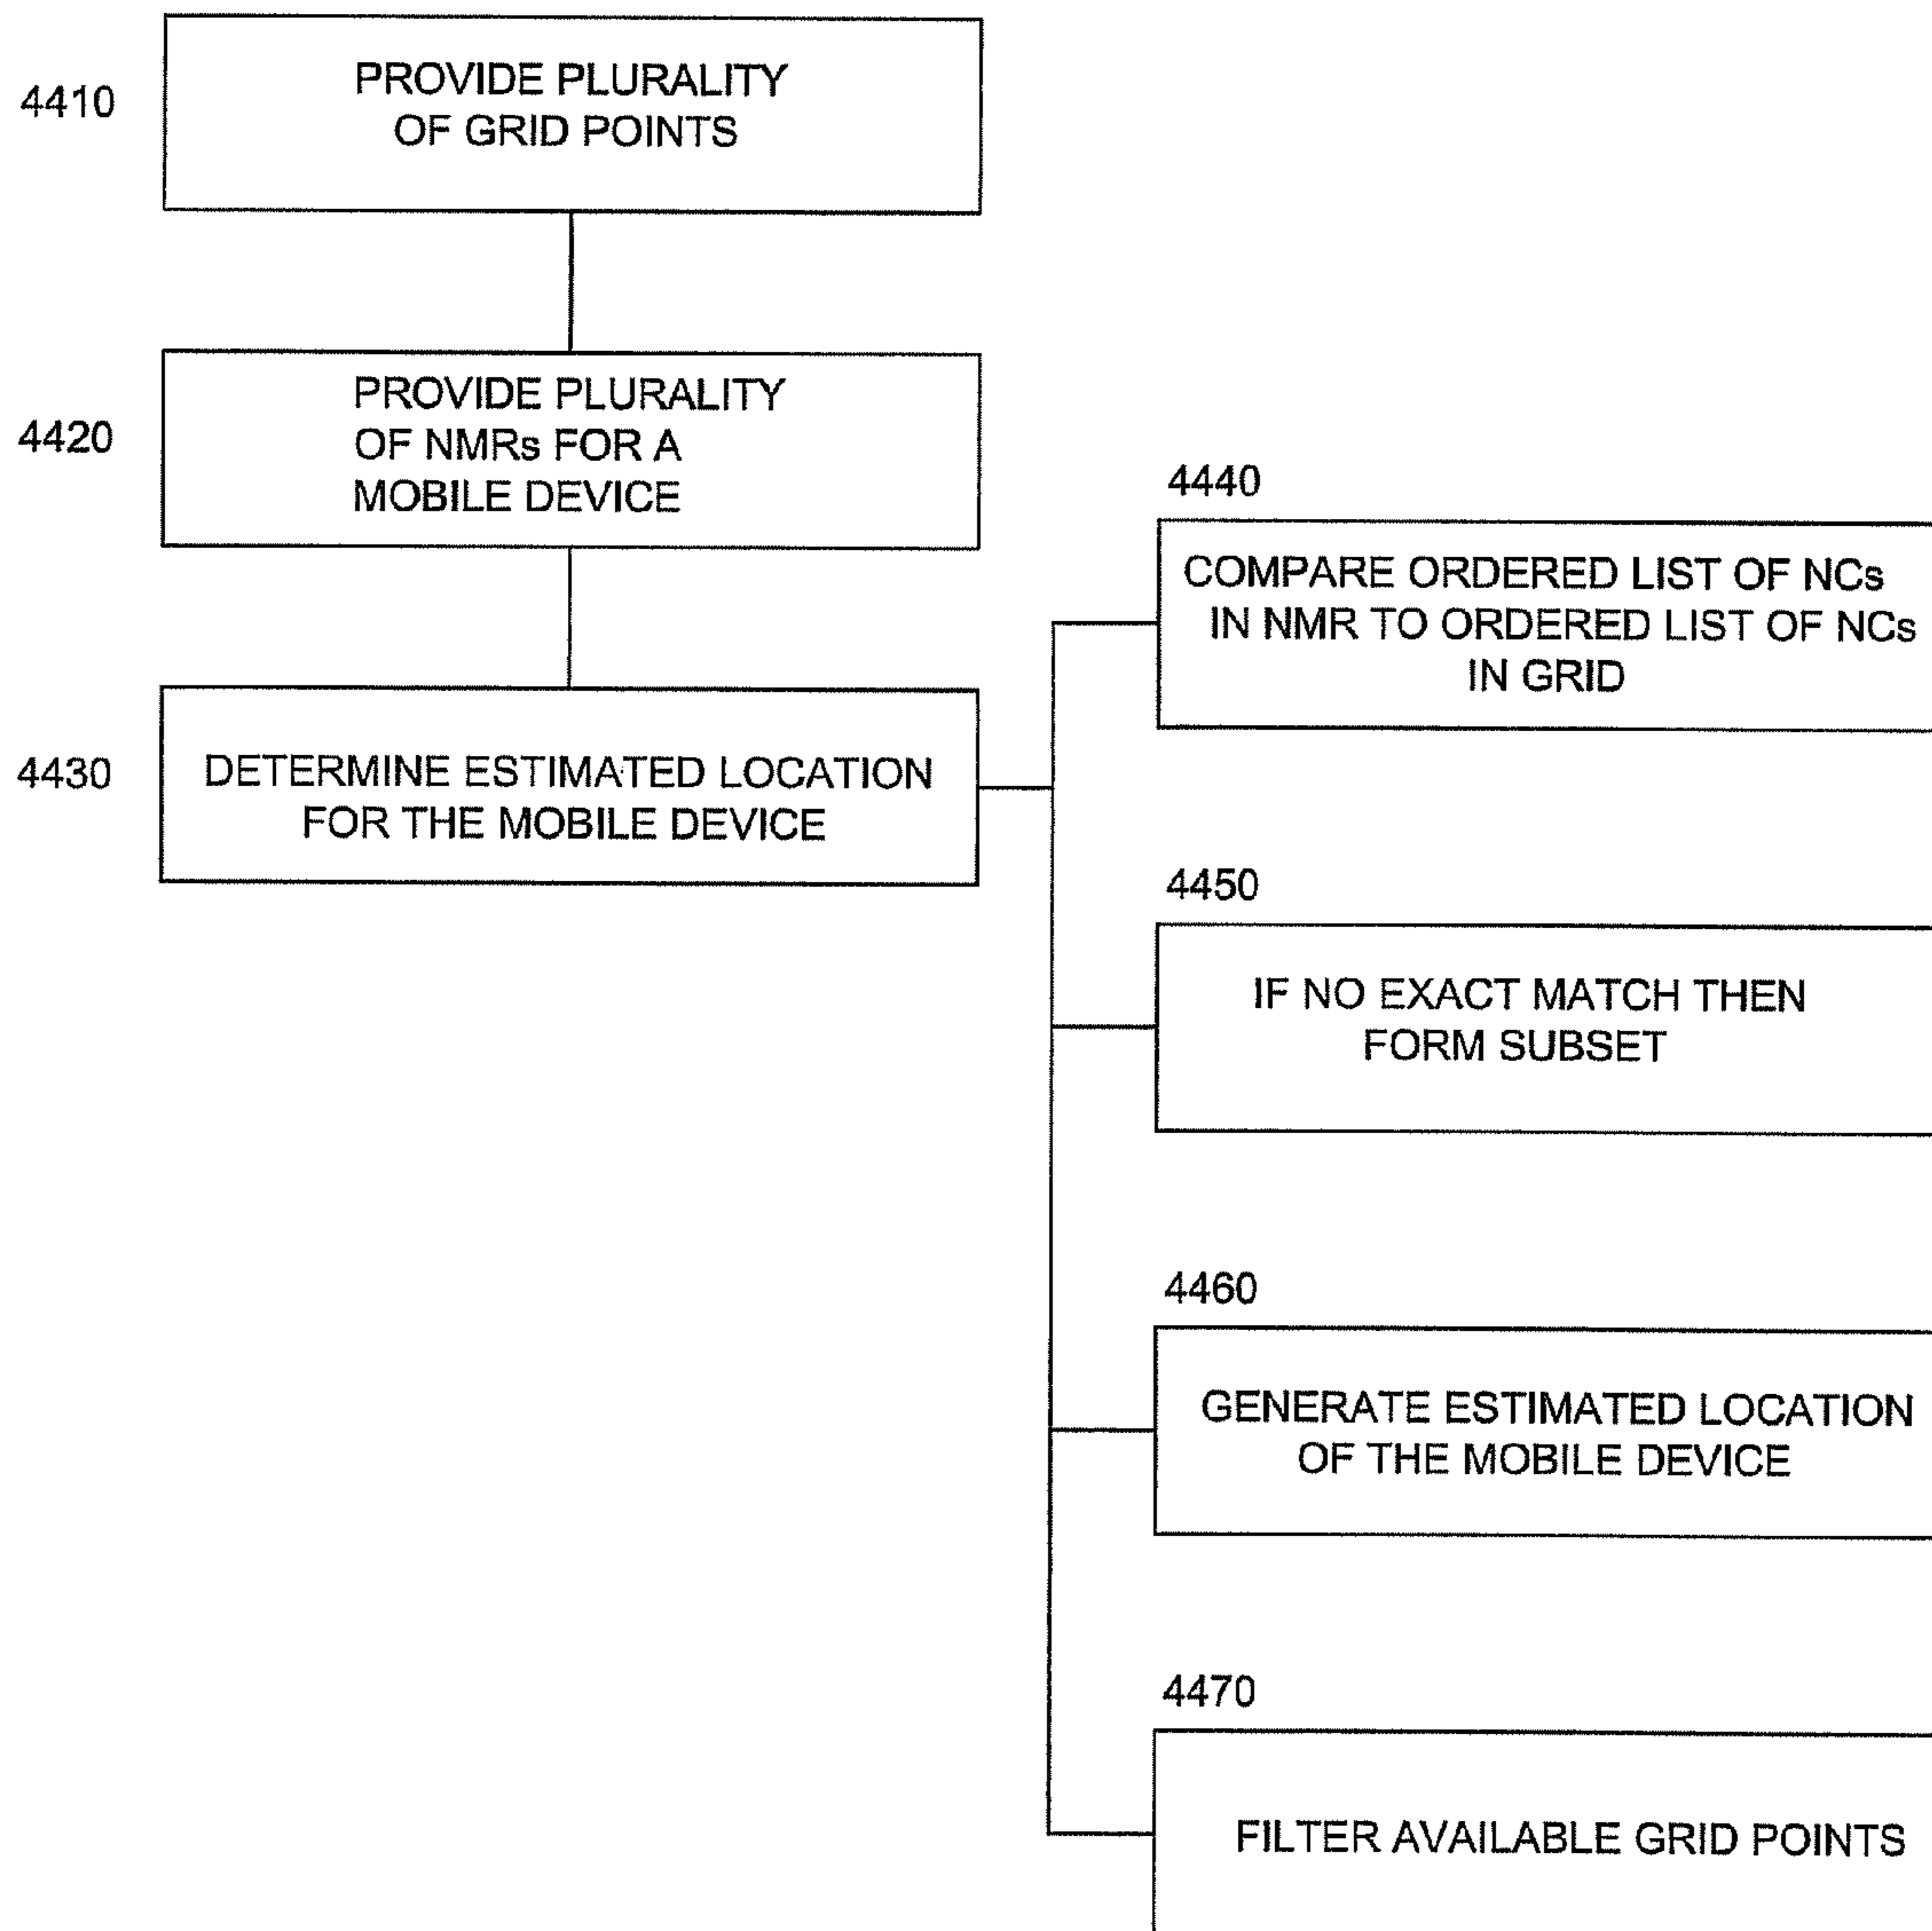 4410
PROVIDE PLURALITY
OF GRID POINTS
4420
PROVIDE PLURALITY
OF NMRs FOR A
MOBILE DEVICE
4430
DETERMINE ESTIMATED LOCATION
FOR THE MOBILE DEVICE
4440
COMPARE ORDERED LIST OF NCs
IN NMR TO ORDERED LIST OF NCs
IN GRID
4450
IF NO EXACT MATCH THEN
FORM SUBSET
4460
GENERATE ESTIMATED LOCATION
OF THE MOBILE DEVICE
4470
FILTER AVAILABLE GRID POINTS